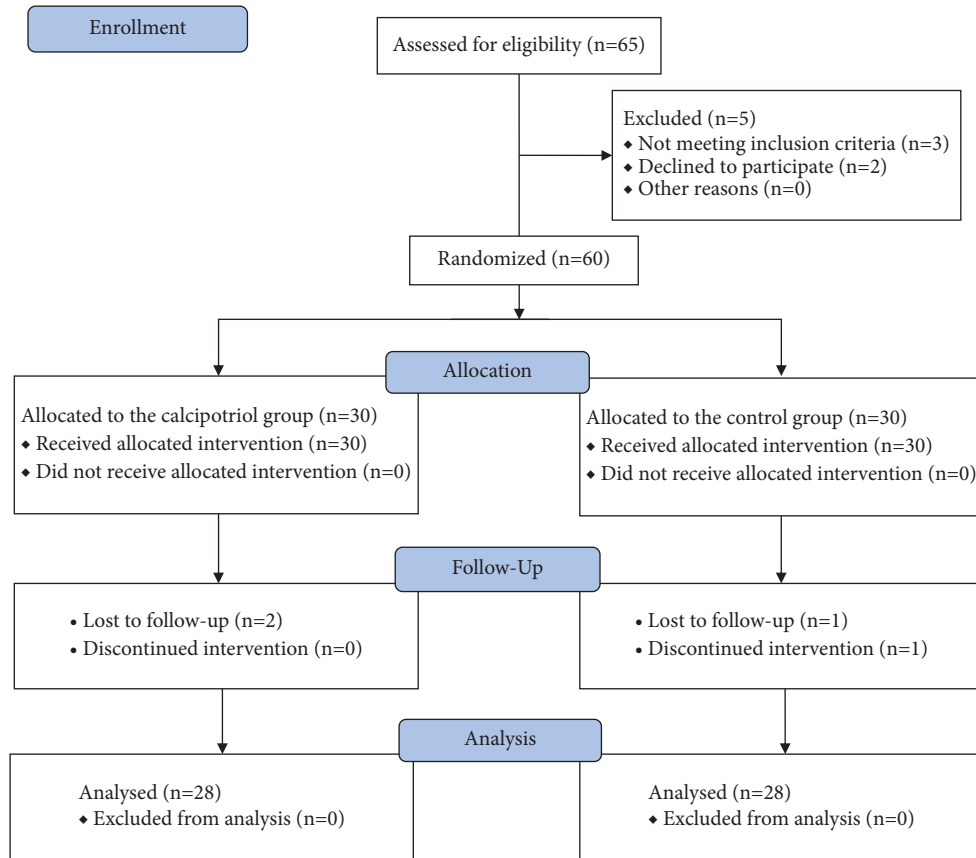 Enrollment
Assessed for eligibility (n=65)
Excluded (n=5)
◆ Not meeting inclusion criteria (n=3)
◆ Declined to participate (n=2)
◆ Other reasons (n=0)
Randomized (n=60)
Allocation
Allocated to the calcipotriol group (n=30)
◆ Received allocated intervention (n=30)
◆ Did not receive allocated intervention (n=0)
Allocated to the control group (n=30)
◆ Received allocated intervention (n=30)
◆ Did not receive allocated intervention (n=0)
Follow-Up
• Lost to follow-up (n=2)
• Discontinued intervention (n=0)
• Lost to follow-up (n=1)
• Discontinued intervention (n=1)
Analysis
Analysed (n=28)
◆ Excluded from analysis (n=0)
Analysed (n=28)
◆ Excluded from analysis (n=0)